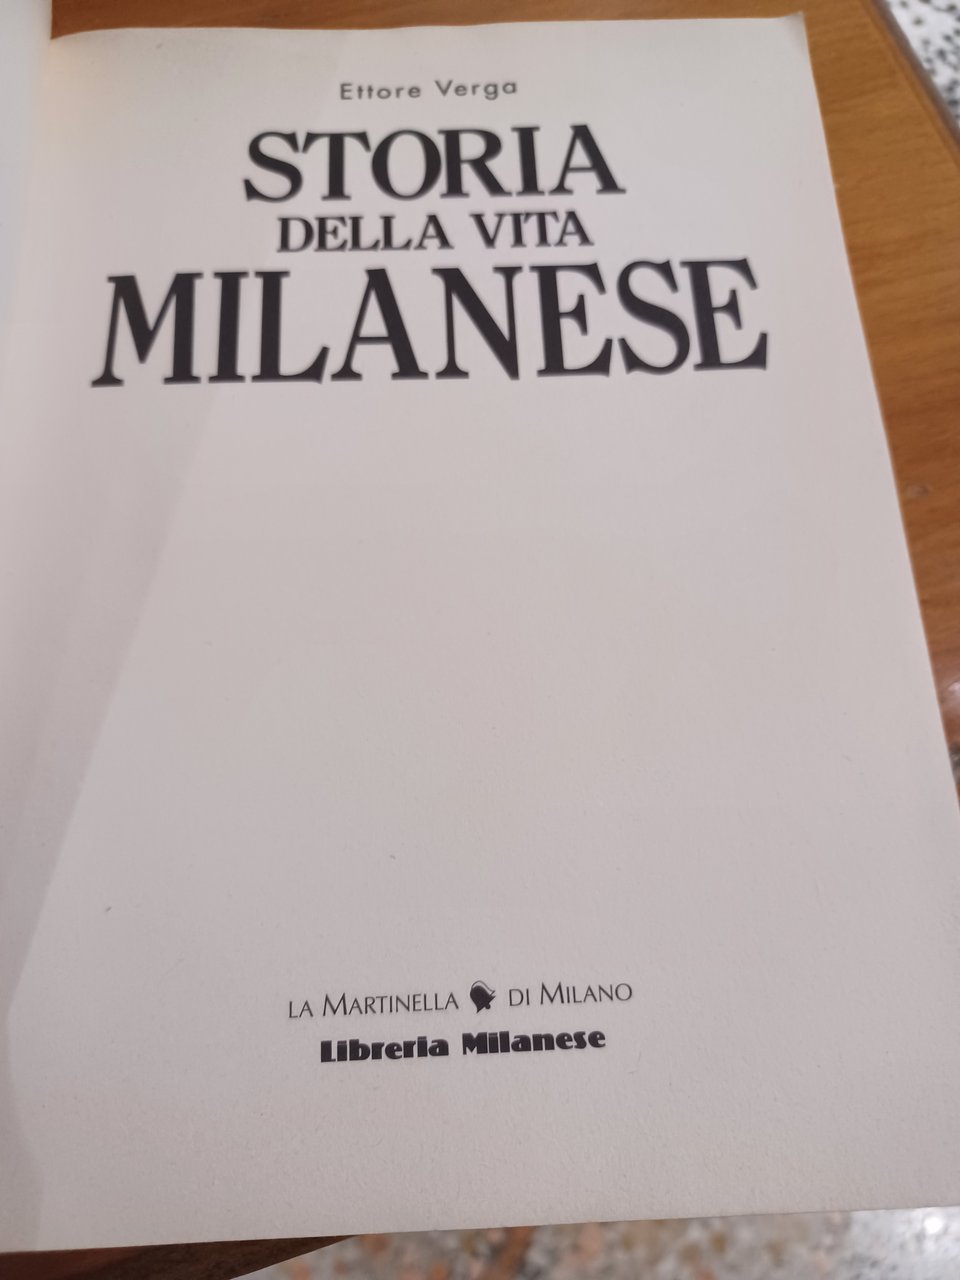 Ettore Verga
STORIA
DELLA VITA
MILANESE
LA MARTINELLA DI MILANO
Libreria Milanese